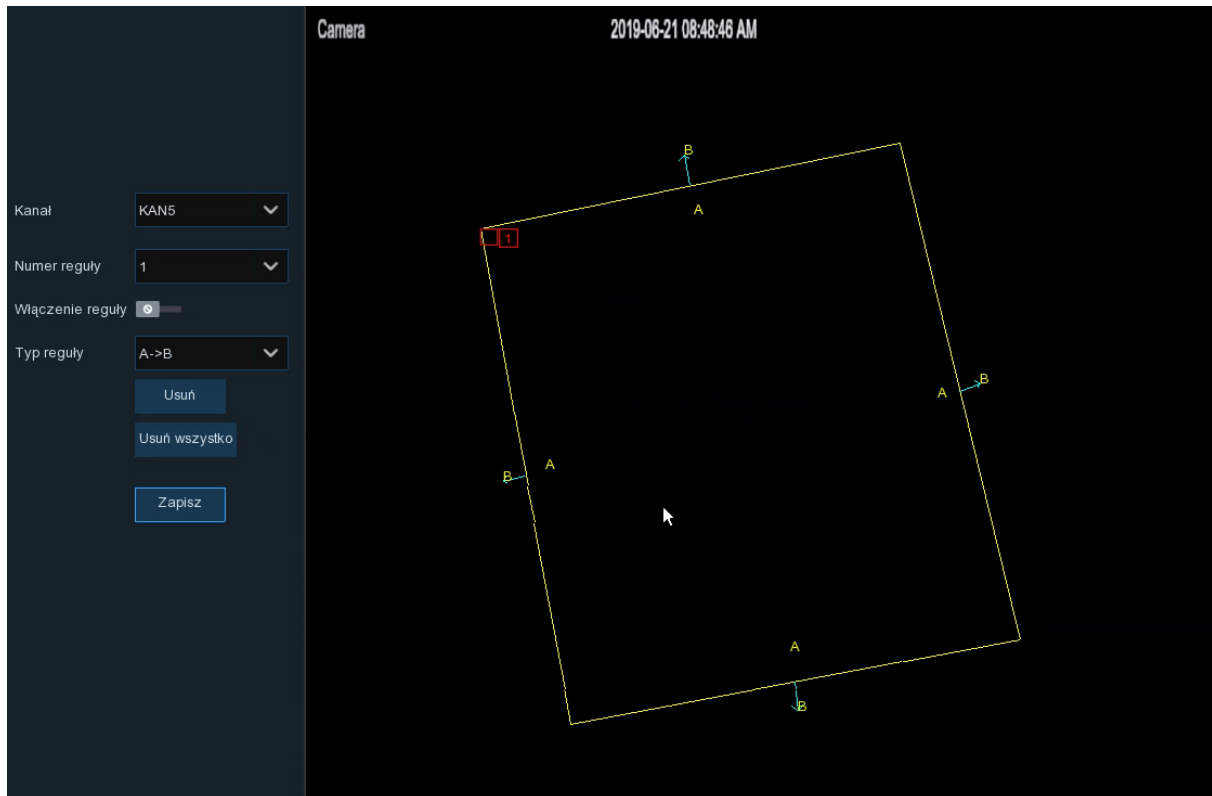 Camera
2019-06-21 08:48:46 AM
Kanał
KAN5
Numer reguły
1
Włączenie reguły
Typ reguły
A->B
Usuń
Usuń wszystko
Zapisz
B
A
1
A
B
B
A
A
B